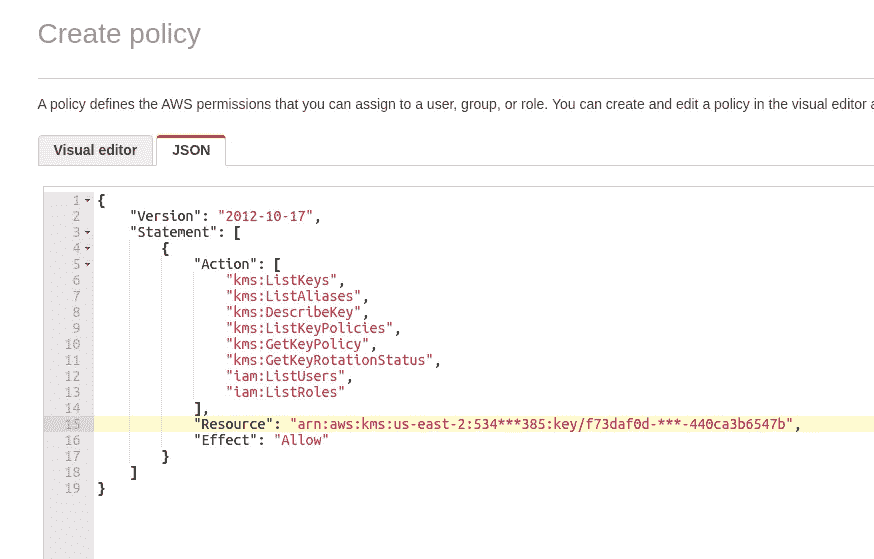 Create policy
A policy defines the AWS permissions that you can assign to a user, group, or role. You can create and edit a policy in the visual editor a
Visual editor JSON
1 {
2 "Version": "2012-10-17",
3 "Statement": [
4 {
5 "Action": [
6 "kms:ListKeys",
7 "kms:ListAliases",
8 "kms:DescribeKey",
9 "kms:ListKeyPolicies",
10 "kms:GetKeyPolicy",
11 "kms:GetKeyRotationStatus",
12 "iam:ListUsers",
13 "iam:ListRoles"
14 ],
15 "Resource": "arn:aws:kms:us-east-2:534***385:key/f73daf0d-***-440ca3b6547b",
16 "Effect": "Allow"
17 }
18 ]
19 }